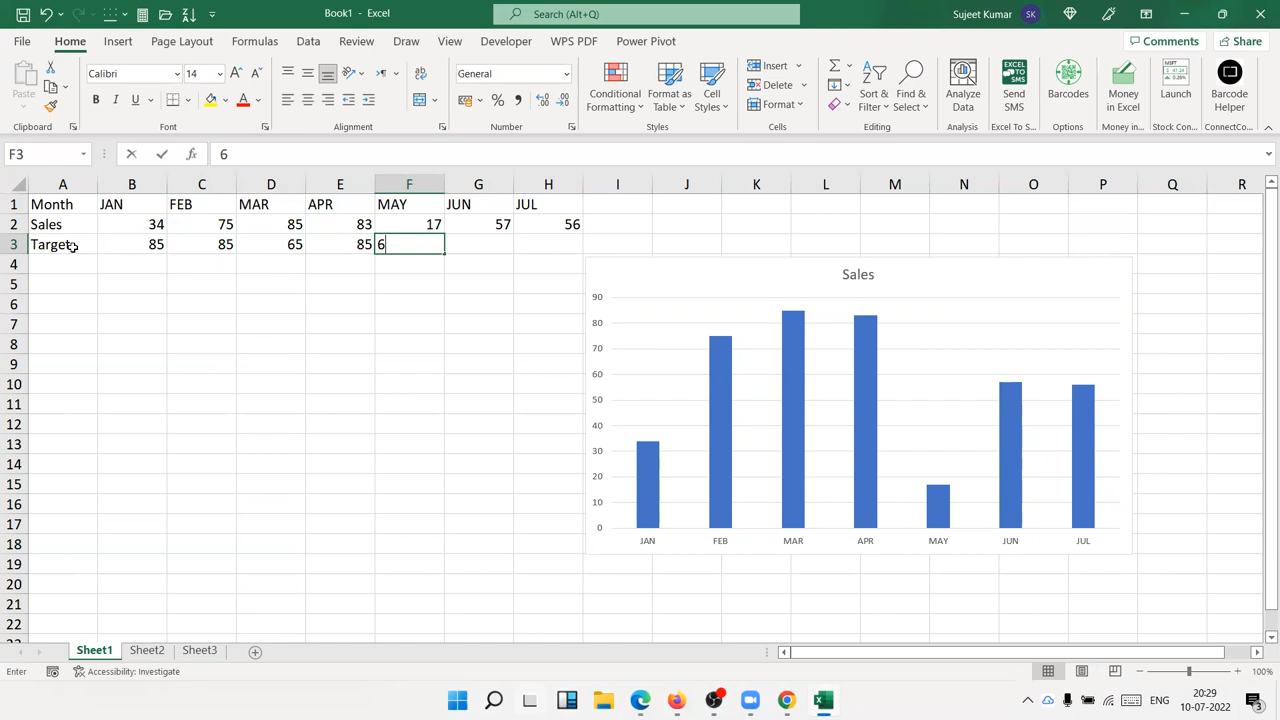 Book1 - Excel
Search (Alt+Q)
Sujeet Kumar
SK
File Home Insert Page Layout Formulas Data Review View Draw Developer WPS PDF Power Pivot
Comments
Share
Paste
Clipboard
Calibri
14
B I U
Font
Alignment
General
Number
Conditional Formatting
Format as Table
Cell Styles
Styles
Insert
Delete
Format
Cells
Sort & Filter
Find & Select
Editing
Analyze Data
Analysis
Send SMS
Excel To S...
Barcodes
Options
Money in Excel
Money in...
Launch
Stock Con...
Barcode Helper
ConnectCo...
F3
fx
6
A B C D E F G H I J K L M N O P Q R
1 Month JAN FEB MAR APR MAY JUN JUL
2 Sales 34 75 85 83 17 57 56
3 Target 85 85 65 85 6
4
5
6
7
8
9
10
11
12
13
14
15
16
17
18
19
20
21
22
Sales
90
80
70
60
50
40
30
20
10
0
JAN FEB MAR APR MAY JUN JUL
Sheet1 Sheet2 Sheet3
Enter
Accessibility: Investigate
100%
ENG
20:29
10-07-2022
3